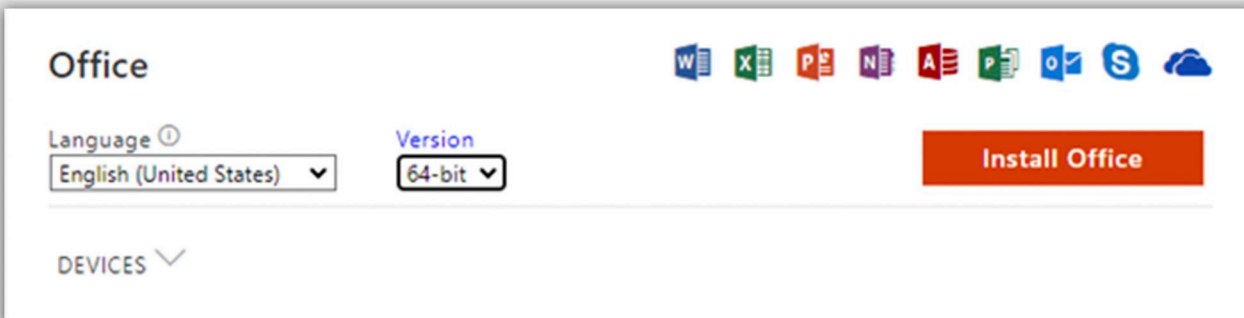 Office
W X P N A P O S
Language Version
English (United States) 64-bit Install Office
DEVICES